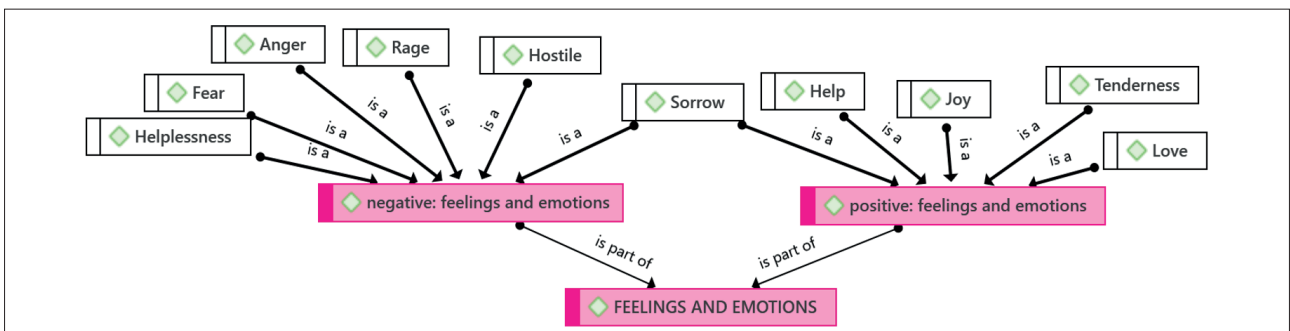 Anger
Rage
Hostile
Fear
Sorrow
Help
Joy
Tenderness
Helplessness
Love
is a
is a
is a
is a
is a
is a
is a
is a
is a
is a
is a
negative: feelings and emotions
positive: feelings and emotions
is part of
is part of
FEELINGS AND EMOTIONS